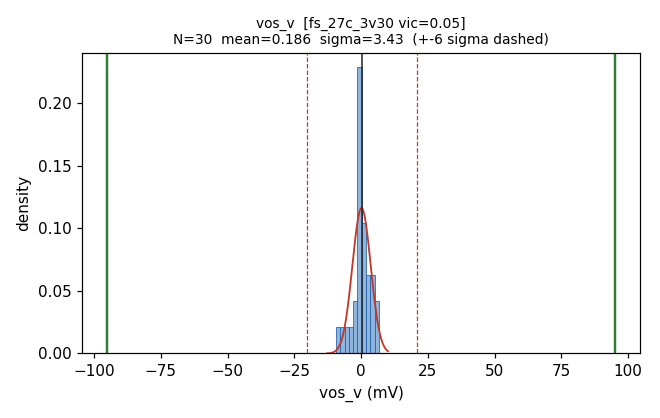 vos_v  [fs_27c_3v30 vic=0.05]
N=30  mean=0.186  sigma=3.43  (+-6 sigma dashed)
density
0.20
0.15
0.10
0.05
0.00
−100 −75 −50 −25 0 25 50 75 100
vos_v (mV)